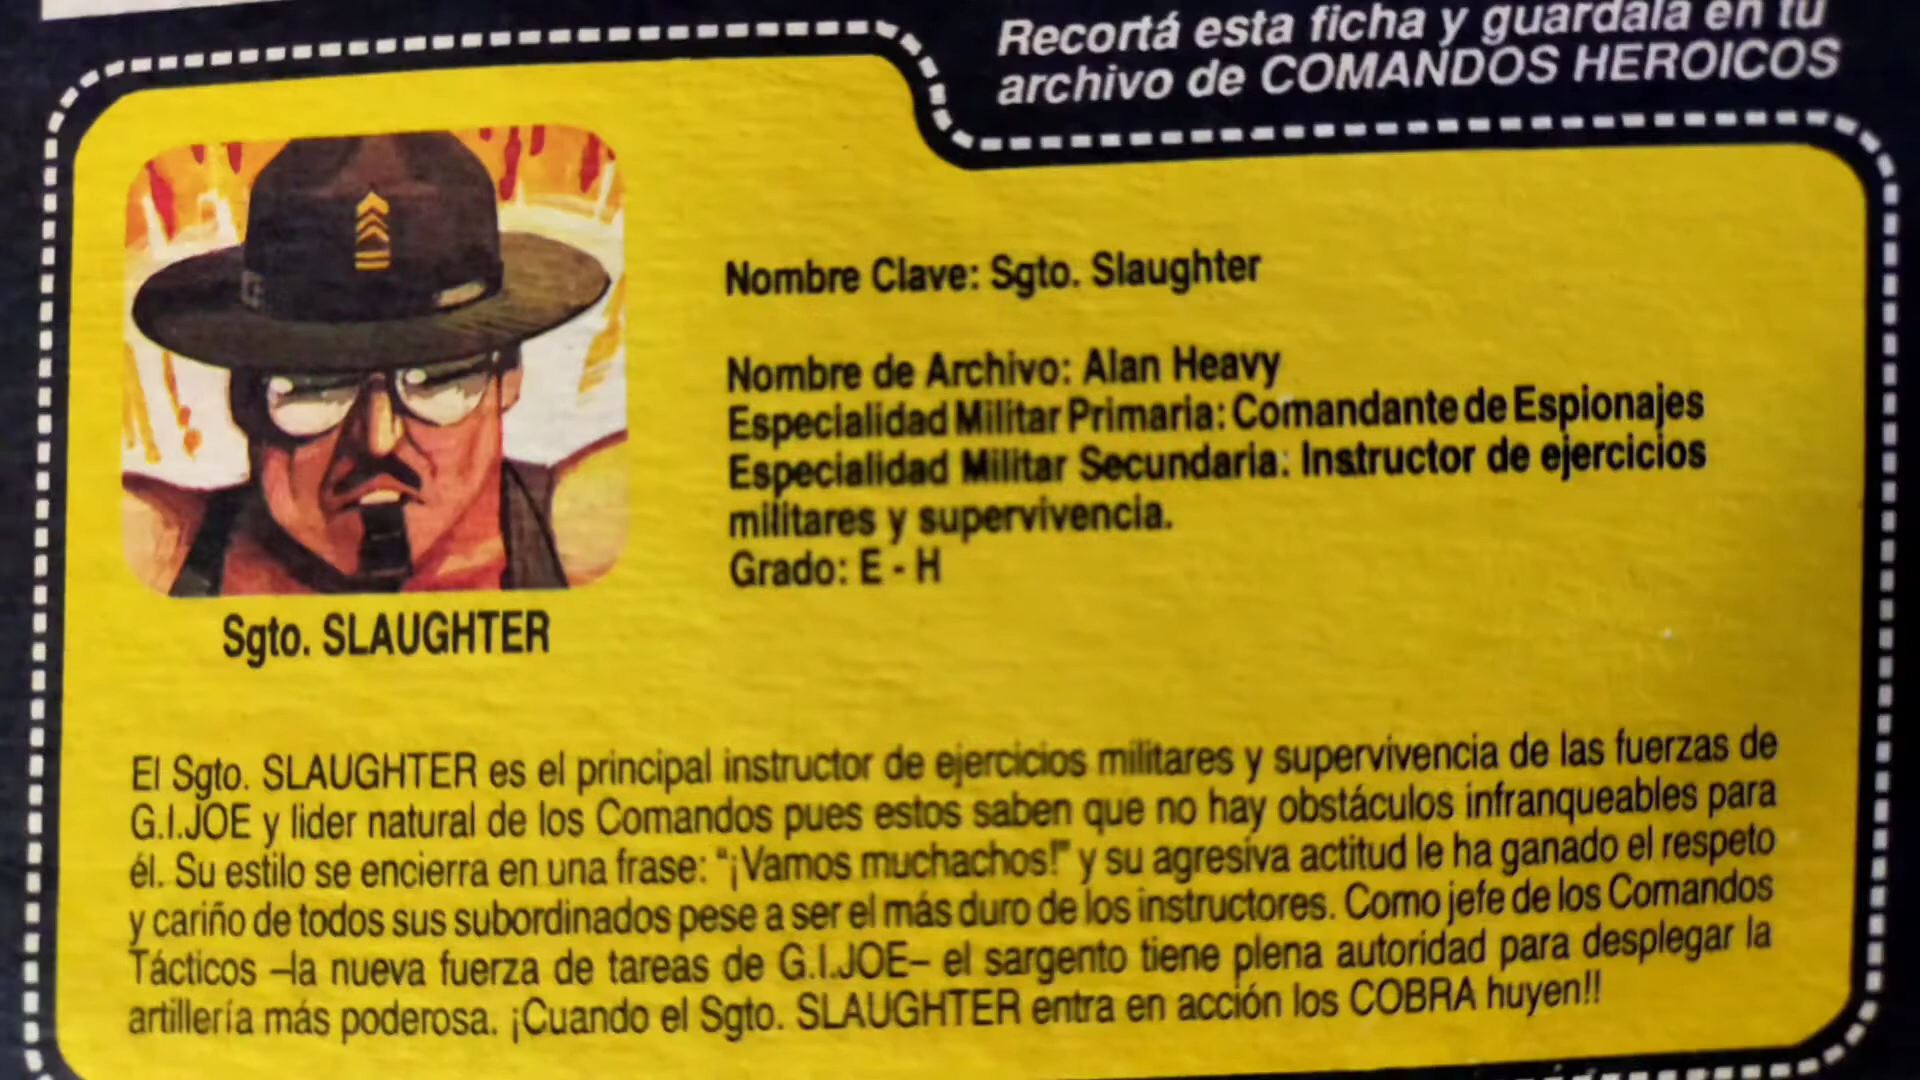 Recortá esta ficha y guardala en tu
archivo de COMANDOS HEROICOS
Nombre Clave: Sgto. Slaughter
Nombre de Archivo: Alan Heavy
Especialidad Militar Primaria: Comandante de Espionajes
Especialidad Militar Secundaria: Instructor de ejercicios
militares y supervivencia.
Grado: E - H
Sgto. SLAUGHTER
El Sgto. SLAUGHTER es el principal instructor de ejercicios militares y supervivencia de las fuerzas de
G.I.JOE y lider natural de los Comandos pues estos saben que no hay obstáculos infranqueables para
él. Su estilo se encierra en una frase: "¡Vamos muchachos!" y su agresiva actitud le ha ganado el respeto
y cariño de todos sus subordinados pese a ser el más duro de los instructores. Como jefe de los Comandos
Tácticos –la nueva fuerza de tareas de G.I.JOE– el sargento tiene plena autoridad para desplegar la
artillería más poderosa. ¡Cuando el Sgto. SLAUGHTER entra en acción los COBRA huyen!!